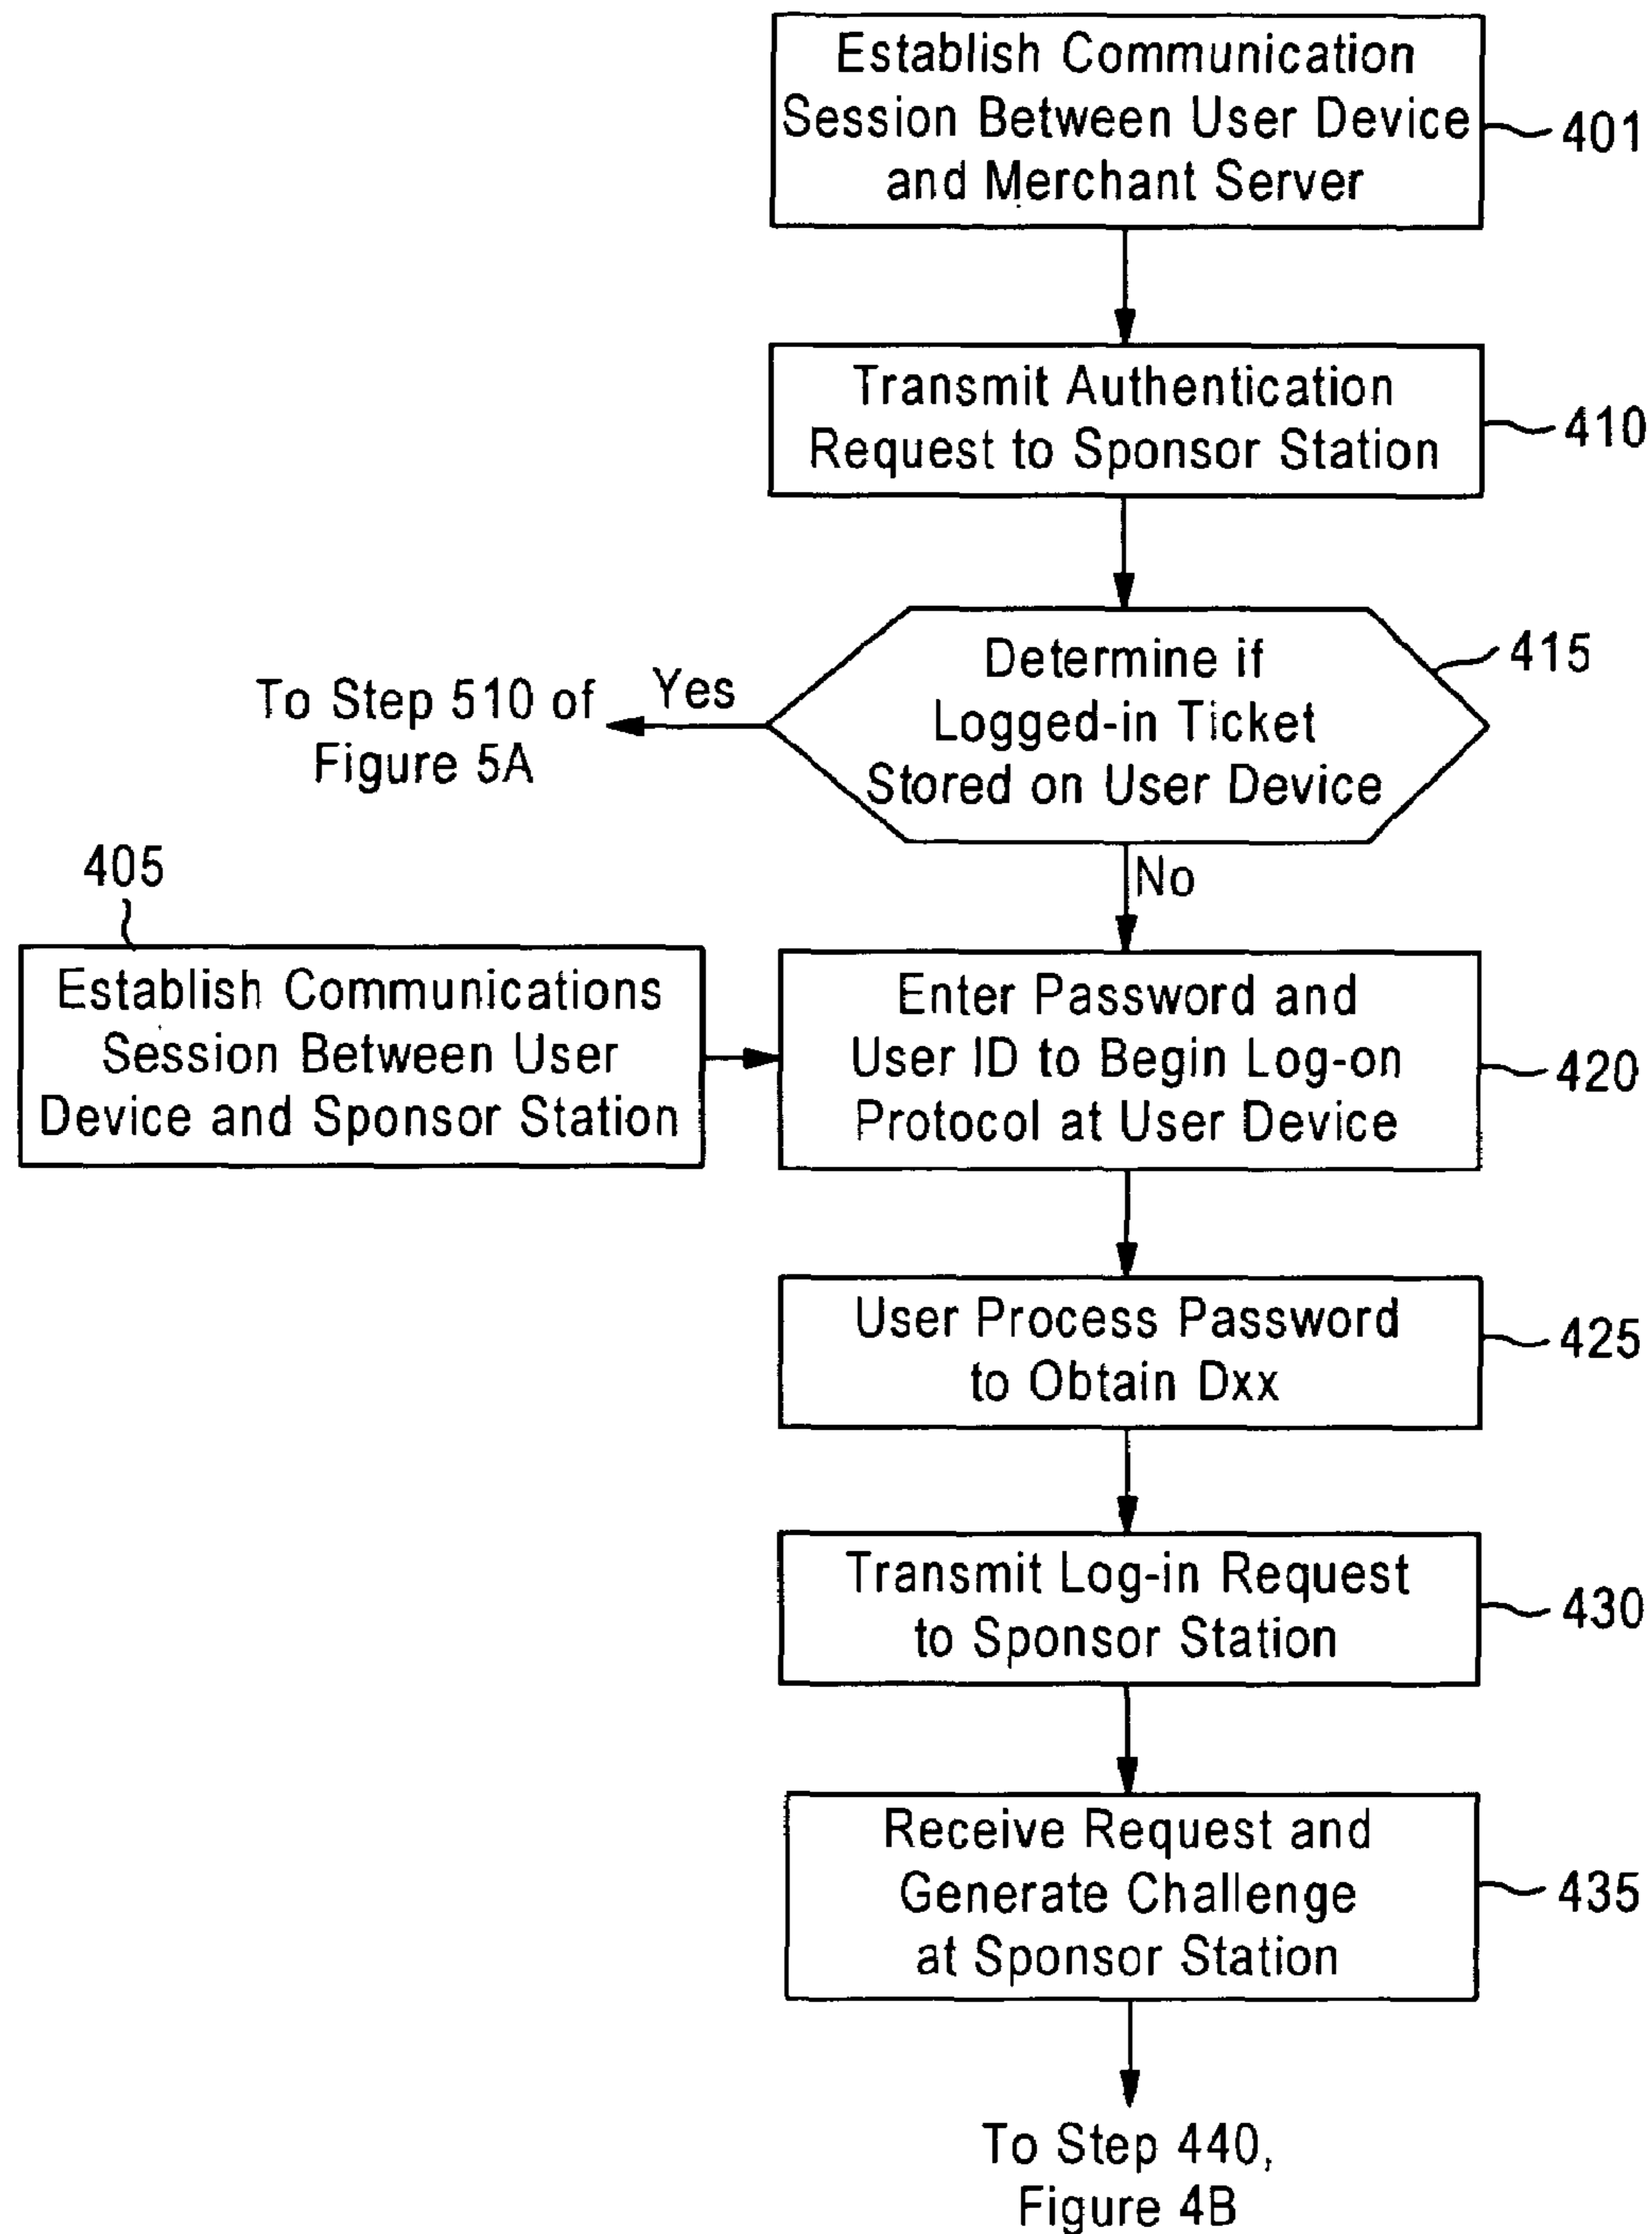 Establish Communication
Session Between User Device
and Merchant Server
401
Transmit Authentication
Request to Sponsor Station
410
Determine if
Logged-in Ticket
Stored on User Device
415
Yes
To Step 510 of
Figure 5A
No
405
Establish Communications
Session Between User
Device and Sponsor Station
Enter Password and
User ID to Begin Log-on
Protocol at User Device
420
User Process Password
to Obtain Dxx
425
Transmit Log-in Request
to Sponsor Station
430
Receive Request and
Generate Challenge
at Sponsor Station
435
To Step 440,
Figure 4B